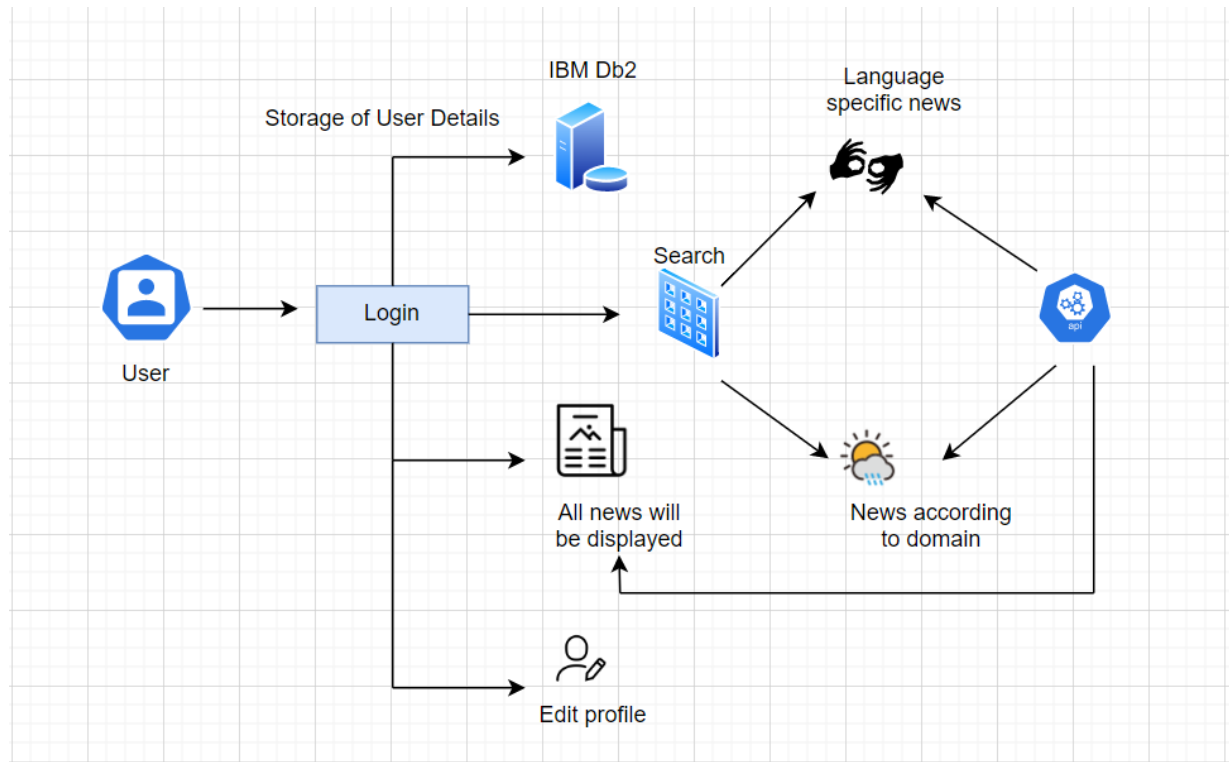 IBM Db2
Language
specific news
Storage of User Details
Search
Login
api
User
All news will
be displayed
News according
to domain
Edit profile